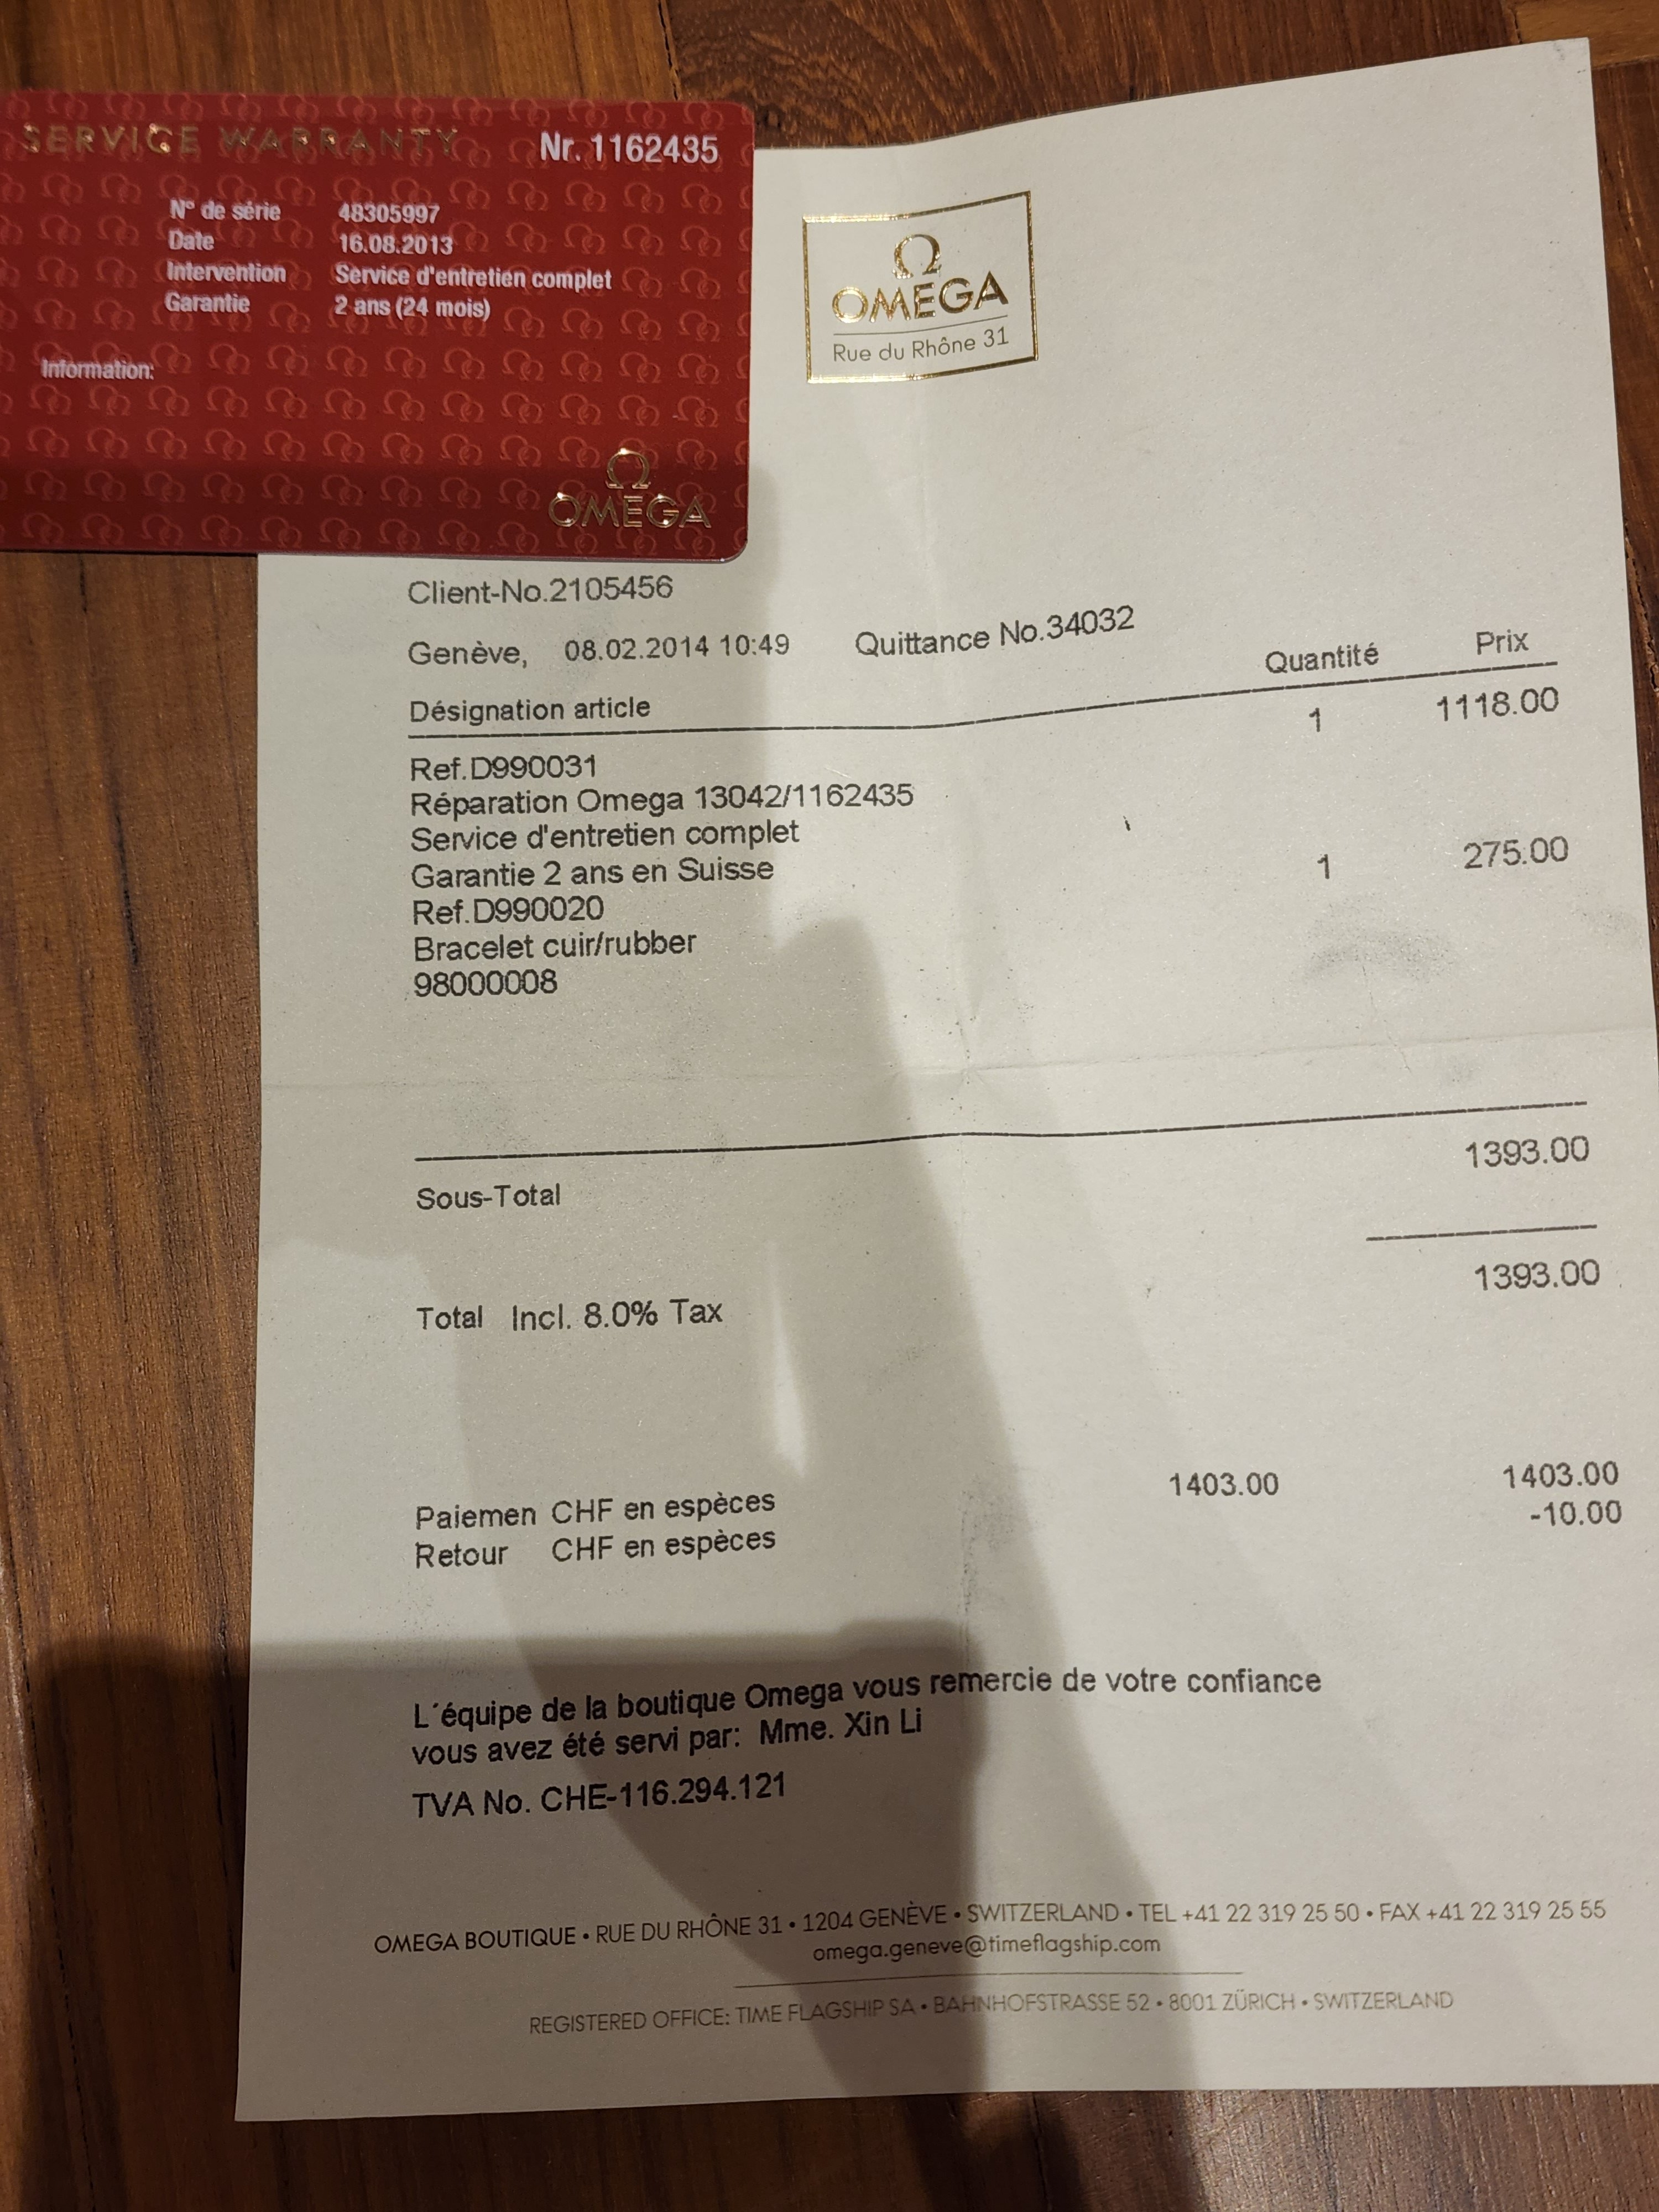 SERVICE WARRANTY Nr. 1162435
N° de série 48305997
Date 16.08.2013
Intervention Service d'entretien complet
Garantie 2 ans (24 mois)
Information:
Ω
OMEGA
Ω
OMEGA
Rue du Rhône 31
Client-No.2105456
Genève, 08.02.2014 10:49 Quittance No.34032
Désignation article Quantité Prix
Ref.D990031 1 1118.00
Réparation Omega 13042/1162435
Service d'entretien complet
Garantie 2 ans en Suisse
Ref.D990020 1 275.00
Bracelet cuir/rubber
98000008
Sous-Total 1393.00
Total Incl. 8.0% Tax 1393.00
Paiemen CHF en espèces 1403.00 1403.00
Retour CHF en espèces -10.00
L´équipe de la boutique Omega vous remercie de votre confiance
vous avez été servi par: Mme. Xin Li
TVA No. CHE-116.294.121
OMEGA BOUTIQUE • RUE DU RHÔNE 31 • 1204 GENÈVE • SWITZERLAND • TEL +41 22 319 25 50 • FAX +41 22 319 25 55
omega.geneve@timeflagship.com
REGISTERED OFFICE: TIME FLAGSHIP SA • BAHNHOFSTRASSE 52 • 8001 ZÜRICH • SWITZERLAND